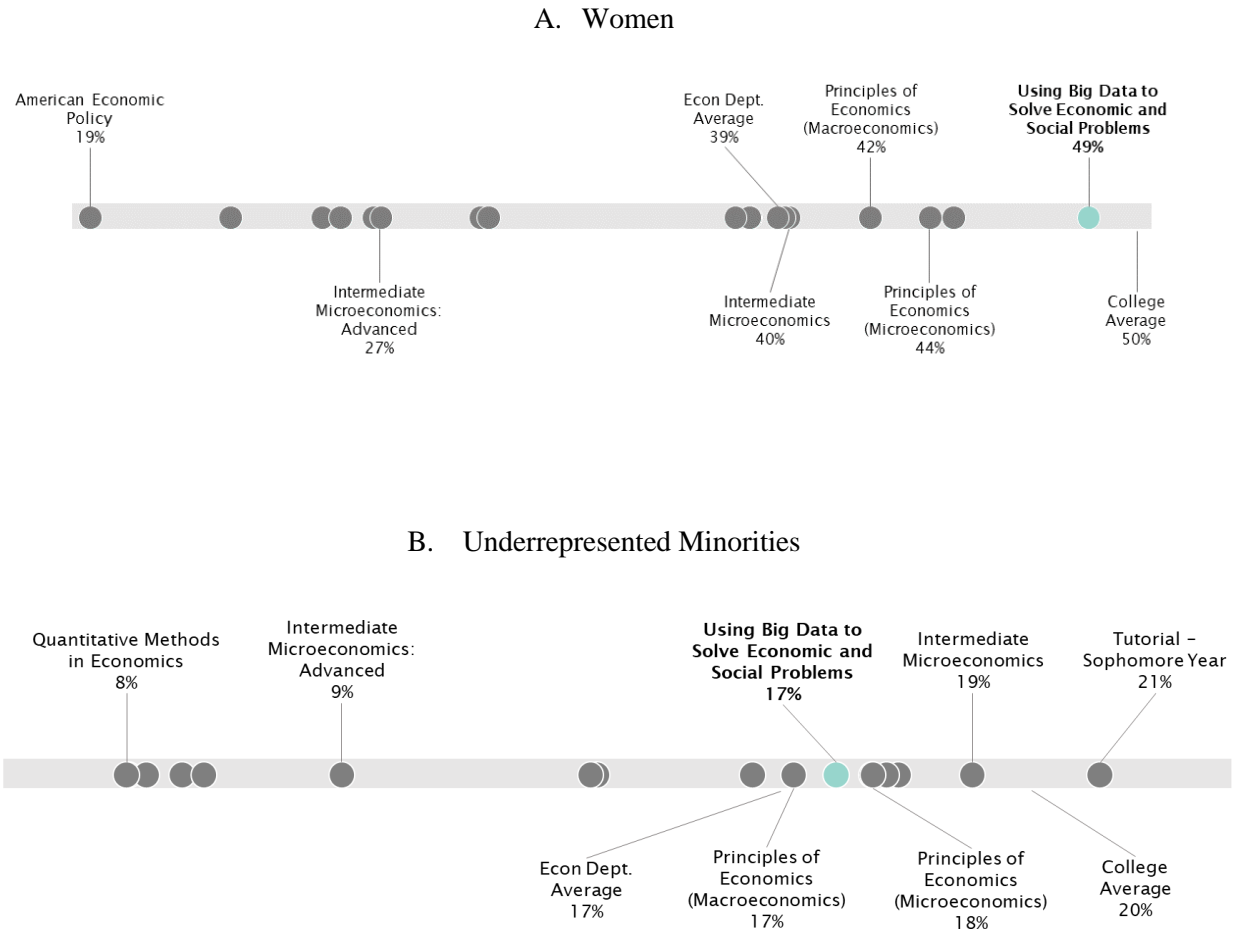 A. Women
American Economic
Policy
19%
Econ Dept.
Average
39%
Principles of
Economics
(Macroeconomics)
42%
Using Big Data to
Solve Economic and
Social Problems
49%
Intermediate
Microeconomics:
Advanced
27%
Intermediate
Microeconomics
40%
Principles of
Economics
(Microeconomics)
44%
College
Average
50%
B. Underrepresented Minorities
Quantitative Methods
in Economics
8%
Intermediate
Microeconomics:
Advanced
9%
Using Big Data to
Solve Economic and
Social Problems
17%
Intermediate
Microeconomics
19%
Tutorial –
Sophomore Year
21%
Econ Dept.
Average
17%
Principles of
Economics
(Macroeconomics)
17%
Principles of
Economics
(Microeconomics)
18%
College
Average
20%